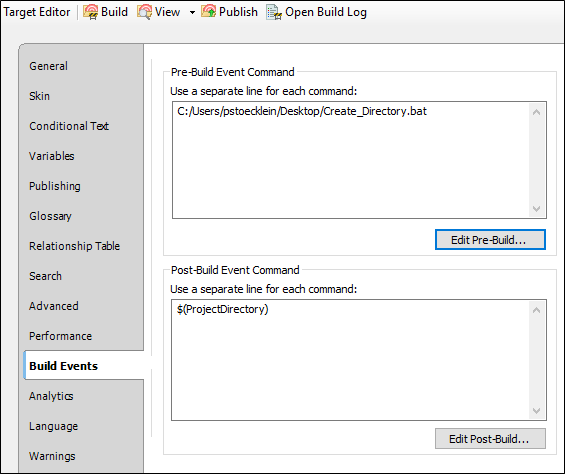 Target Editor Build View Publish Open Build Log
General
Skin
Conditional Text
Variables
Publishing
Glossary
Relationship Table
Search
Advanced
Performance
Build Events
Analytics
Language
Warnings
Pre-Build Event Command
Use a separate line for each command:
C:/Users/pstoecklein/Desktop/Create_Directory.bat
Edit Pre-Build...
Post-Build Event Command
Use a separate line for each command:
$(ProjectDirectory)
Edit Post-Build...